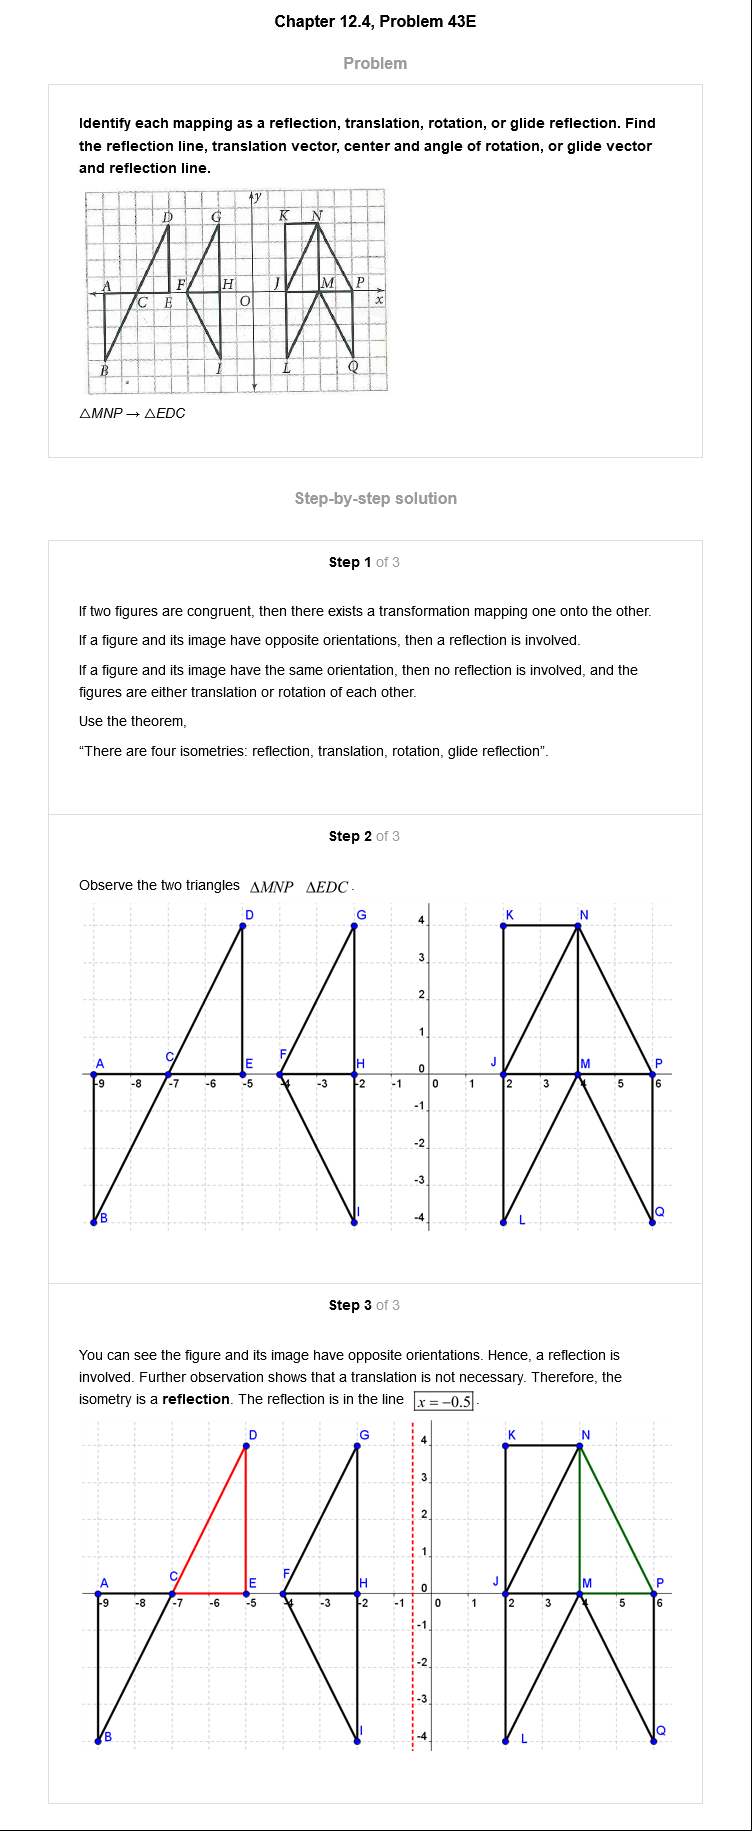 Chapter 12.4, Problem 43E
Problem
Identify each mapping as a reflection, translation, rotation, or glide reflection. Find
the reflection line, translation vector, center and angle of rotation, or glide vector
and reflection line.
y
D G K N
A F H J M P
C E O x
B I L Q
△MNP → △EDC
Step-by-step solution
Step 1 of 3
If two figures are congruent, then there exists a transformation mapping one onto the other.
If a figure and its image have opposite orientations, then a reflection is involved.
If a figure and its image have the same orientation, then no reflection is involved, and the
figures are either translation or rotation of each other.
Use the theorem,
“There are four isometries: reflection, translation, rotation, glide reflection”.
Step 2 of 3
Observe the two triangles ΔMNP ΔEDC.
D G 4 K N
3
2
1
A C E F H 0 J M P
-9 -8 -7 -6 -5 -4 -3 -2 -1 0 1 2 3 4 5 6
-1
-2
-3
B I -4 L Q
Step 3 of 3
You can see the figure and its image have opposite orientations. Hence, a reflection is
involved. Further observation shows that a translation is not necessary. Therefore, the
isometry is a reflection. The reflection is in the line x = −0.5.
D G 4 K N
3
2
1
A C E F H 0 J M P
-9 -8 -7 -6 -5 -4 -3 -2 -1 0 1 2 3 4 5 6
-1
-2
-3
B I -4 L Q